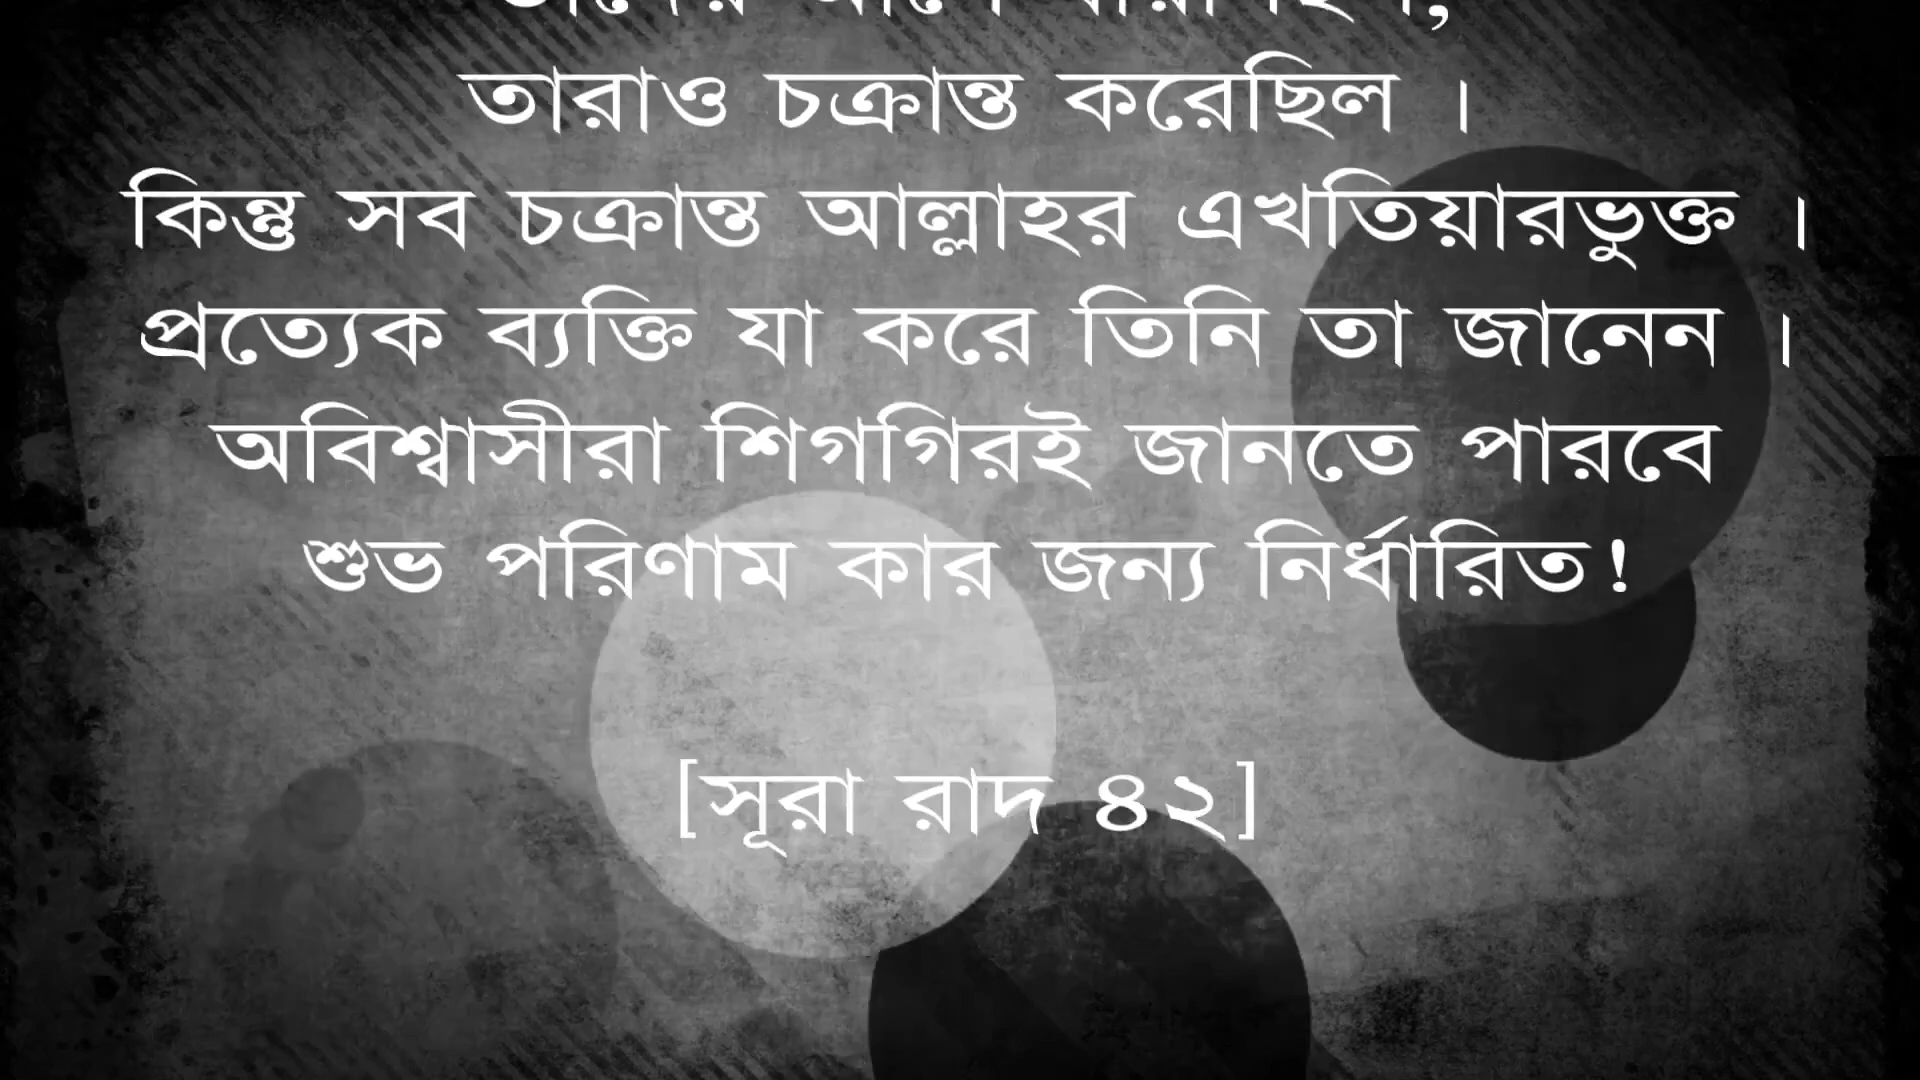 তারাও চক্রান্ত করেছিল ।
কিন্তু সব চক্রান্ত আল্লাহর এখতিয়ারভুক্ত ।
প্রত্যেক ব্যক্তি যা করে তিনি তা জানেন ।
অবিশ্বাসীরা শিগগিরই জানতে পারবে
শুভ পরিণাম কার জন্য নির্ধারিত!
[সূরা রাদ ৪২]